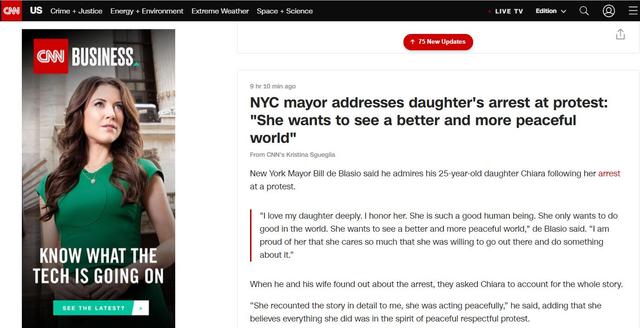 CNN US Crime + Justice Energy + Environment Extreme Weather Space + Science LIVE TV Edition
75 New Updates
CNN BUSINESS
KNOW WHAT THE
TECH IS GOING ON
SEE THE LATEST?
9 hr 10 min ago
NYC mayor addresses daughter's arrest at protest:
"She wants to see a better and more peaceful
world"
From CNN's Kristina Sgueglia
New York Mayor Bill de Blasio said he admires his 25-year-old daughter Chiara following her arrest
at a protest.
"I love my daughter deeply. I honor her. She is such a good human being. She only wants to do
good in the world. She wants to see a better and more peaceful world," de Blasio said. "I am
proud of her that she cares so much that she was willing to go out there and do something
about it."
When he and his wife found out about the arrest, they asked Chiara to account for the whole story.
"She recounted the story in detail to me, she was acting peacefully," he said, adding that she
believes everything she did was in the spirit of peaceful respectful protest.